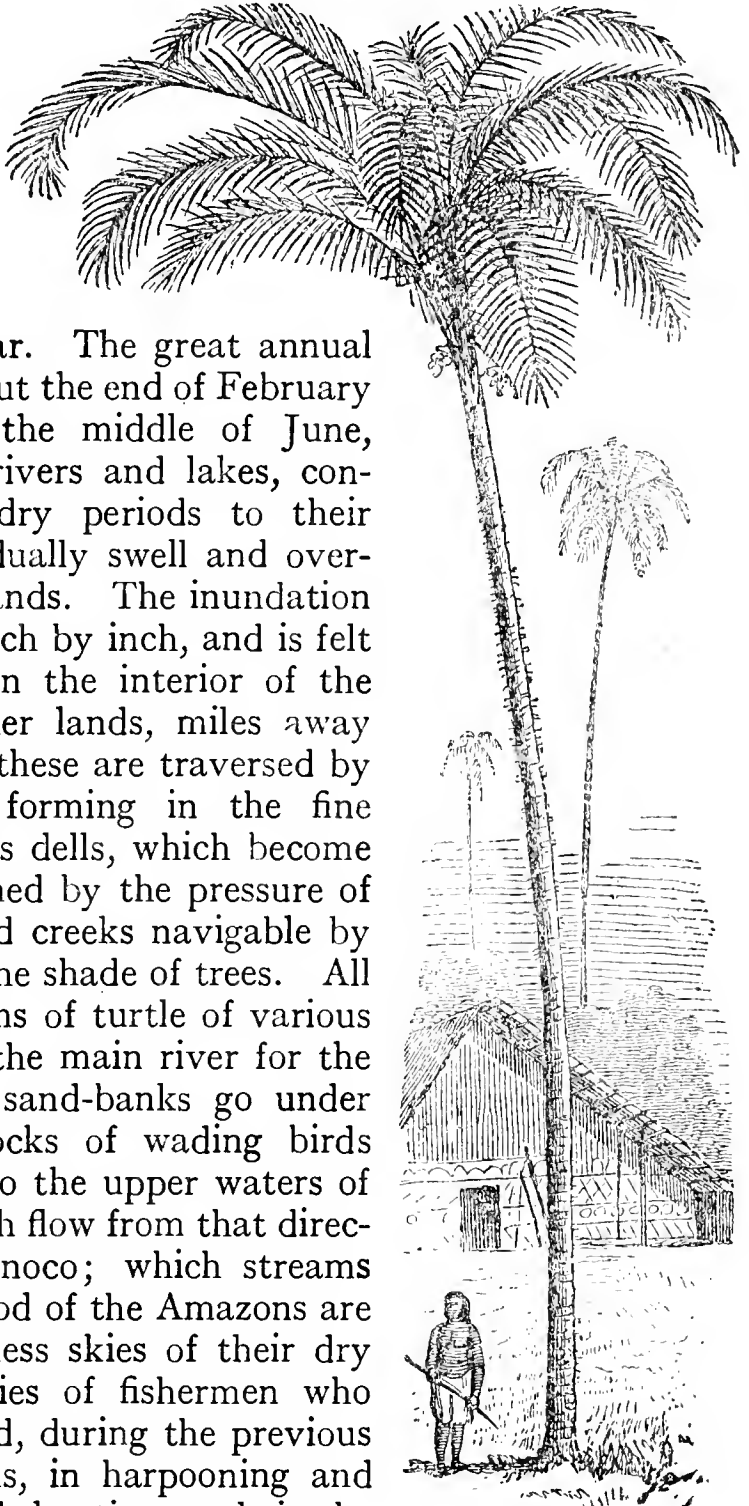 ar. The great annual
ut the end of February
the middle of June,
rivers and lakes, con-
dry periods to their
dually swell and over-
nds. The inundation
ch by inch, and is felt
n the interior of the
er lands, miles away
these are traversed by
forming in the fine
s dells, which become
ned by the pressure of
d creeks navigable by
he shade of trees. All
ns of turtle of various
the main river for the
sand-banks go under
ocks of wading birds
o the upper waters of
h flow from that direc-
noco; which streams
od of the Amazons are
less skies of their dry
ies of fishermen who
d, during the previous
s, in harpooning and